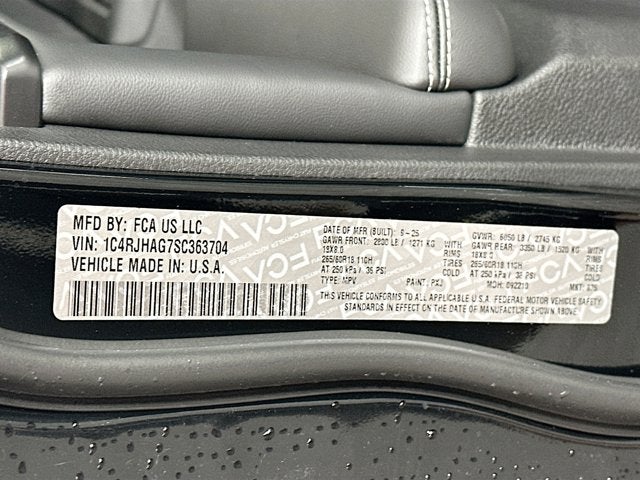 MFD BY: FCA US LLC
VIN: 1C4RJHAG7SC363704
VEHICLE MADE IN: U.S.A.
DATE OF MFR (BUILT): 9-25 GVWR: 6050 LB / 2745 KG
GAWR FRONT: 2800 LB / 1271 KG GAWR REAR: 3350 LB / 1520 KG
18X8.0 RIMS 18X8.0 RIMS
265/60R18 110H COLD 265/60R18 110H COLD
AT 250 kPa / 36 PSI AT 250 kPa / 36 PSI
TYPE: MPV PAINT: PXJ MDH: 092210 MKT:
THIS VEHICLE CONFORMS TO ALL APPLICABLE U.S.A. FEDERAL MOTOR VEHICLE SAFETY
STANDARDS IN EFFECT ON THE DATE OF MANUFACTURE SHOWN ABOVE